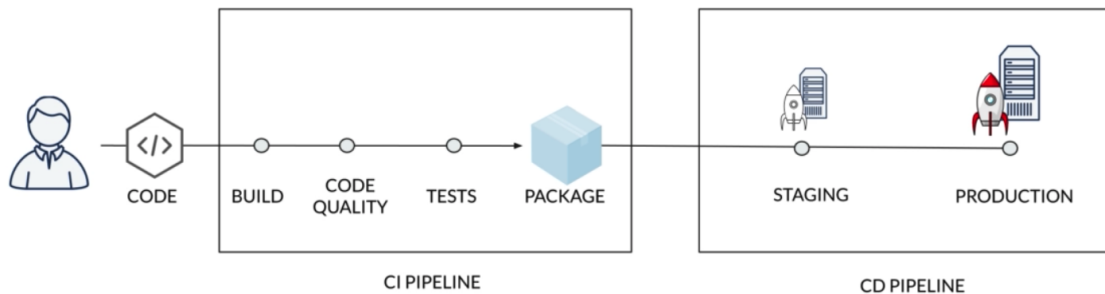 CODE
BUILD
CODE
QUALITY
TESTS
PACKAGE
STAGING
PRODUCTION
CI PIPELINE
CD PIPELINE